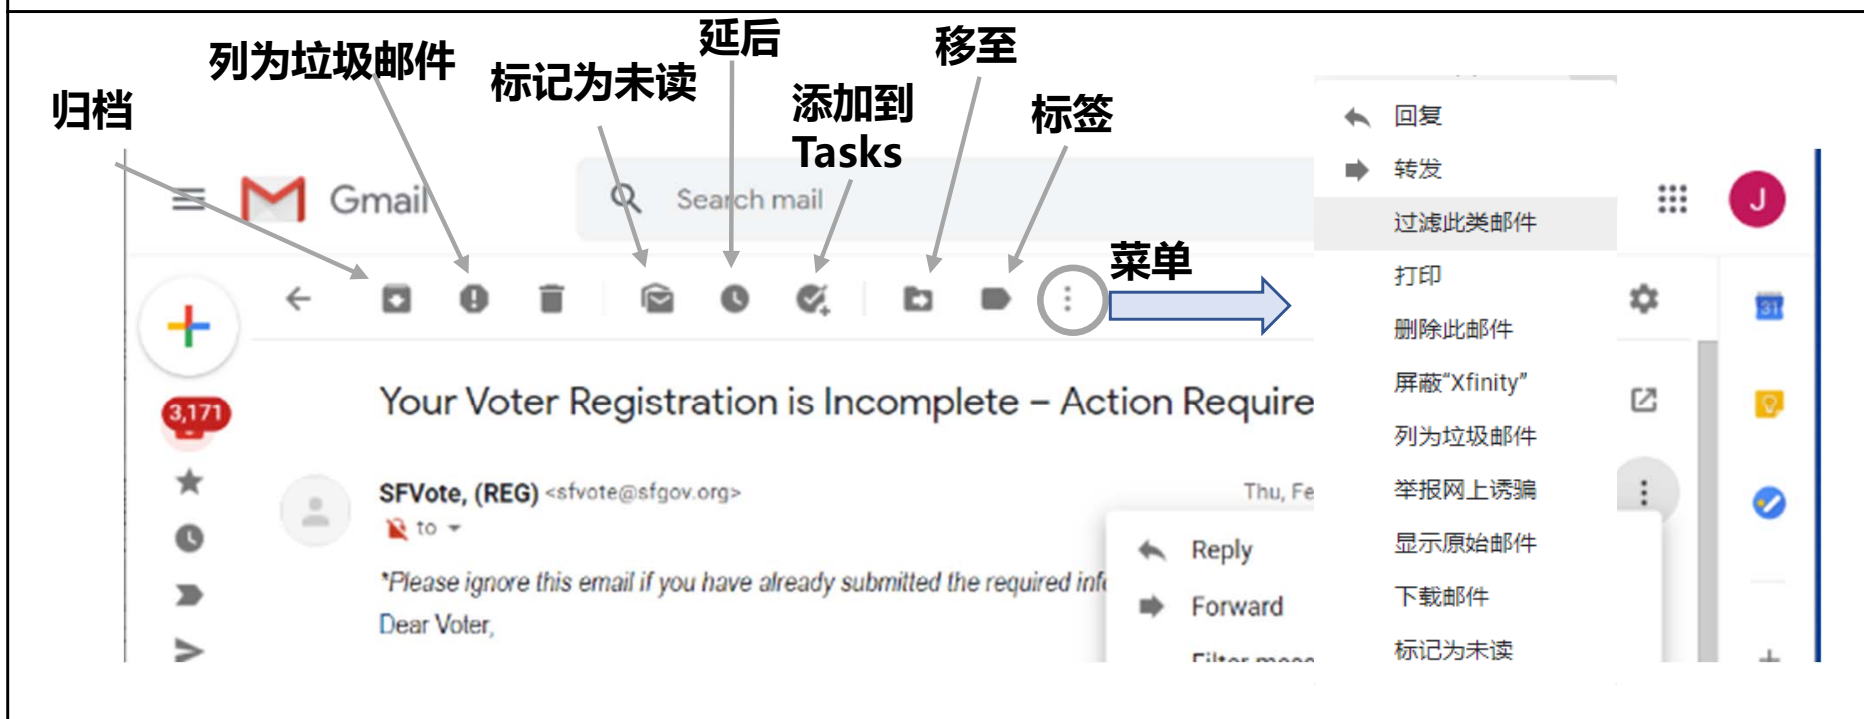 延后
移至
列为垃圾邮件
标记为未读
添加到
Tasks
归档
标签
Gmail
Search mail
J
菜单
31
3,171
Your Voter Registration is Incomplete – Action Require
SFVote, (REG) <sfvote@sfgov.org>
Thu, Fe
to
*Please ignore this email if you have already submitted the required info
Dear Voter,
Reply
Forward
Filter mess
回复
转发
过滤此类邮件
打印
删除此邮件
屏蔽“Xfinity”
列为垃圾邮件
举报网上诱骗
显示原始邮件
下载邮件
标记为未读